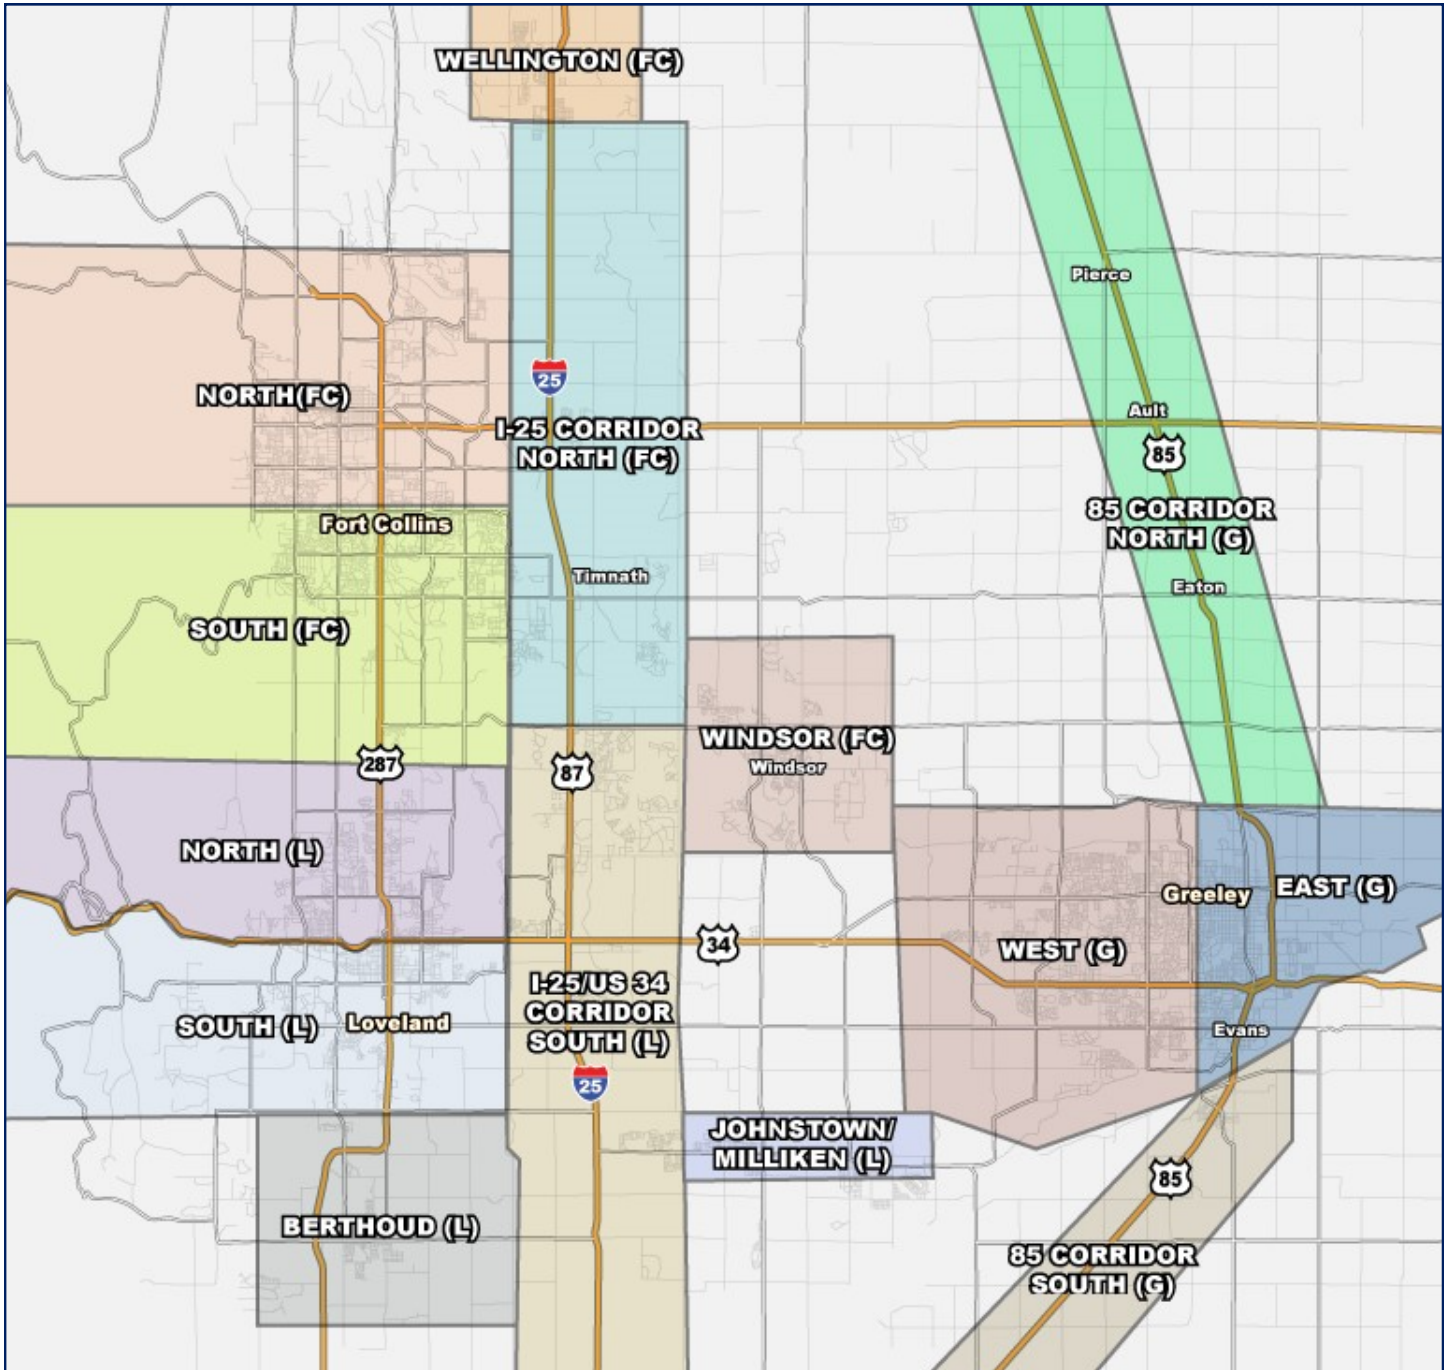 WELLINGTON (FC)
Pierce
25
NORTH(FC)
Ault
I-25 CORRIDOR
NORTH (FC)
85
85 CORRIDOR
NORTH (G)
Fort Collins
Timnath
Eaton
SOUTH (FC)
WINDSOR (FC)
Windsor
287
87
NORTH (L)
Greeley
EAST (G)
34
WEST (G)
I-25/US 34
CORRIDOR
SOUTH (L)
SOUTH (L)
Loveland
Evans
25
JOHNSTOWN/
MILLIKEN (L)
85
BERTHOUD (L)
85 CORRIDOR
SOUTH (G)